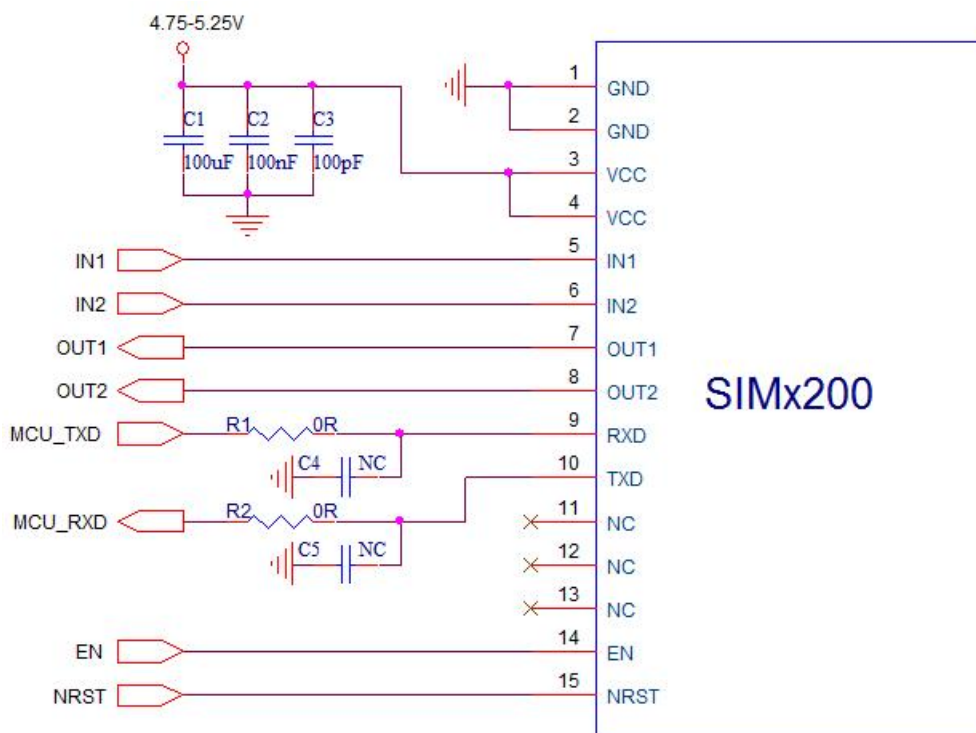 4.75-5.25V
C1 C2 C3
100uF 100nF 100pF
1 GND
2 GND
3 VCC
4 VCC
IN1 5 IN1
IN2 6 IN2
OUT1 7 OUT1
OUT2 8 OUT2
SIMx200
MCU_TXD R1 0R 9 RXD
C4 NC
10 TXD
MCU_RXD R2 0R 11 NC
C5 NC
12 NC
13 NC
EN 14 EN
NRST 15 NRST